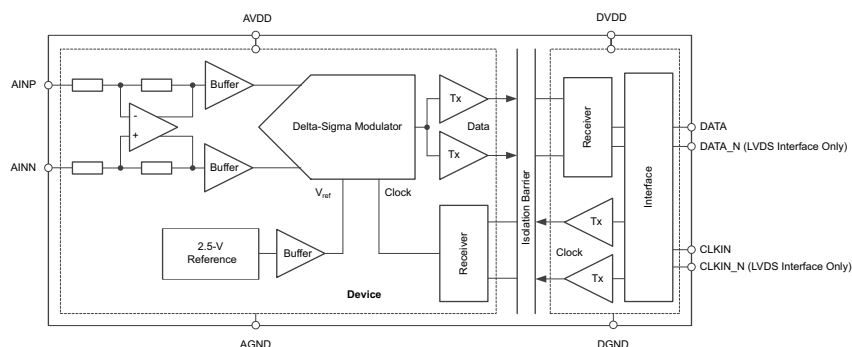 AVDD
DVDD
AINP
Buffer
-
+
Delta-Sigma Modulator
Tx
Data
Tx
Receiver
DATA
DATA_N (LVDS Interface Only)
AINN
Buffer
Vref
Clock
Isolation Barrier
Interface
2.5-V
Reference
Buffer
Receiver
Tx
Clock
Tx
CLKIN
CLKIN_N (LVDS Interface Only)
Device
AGND
DGND